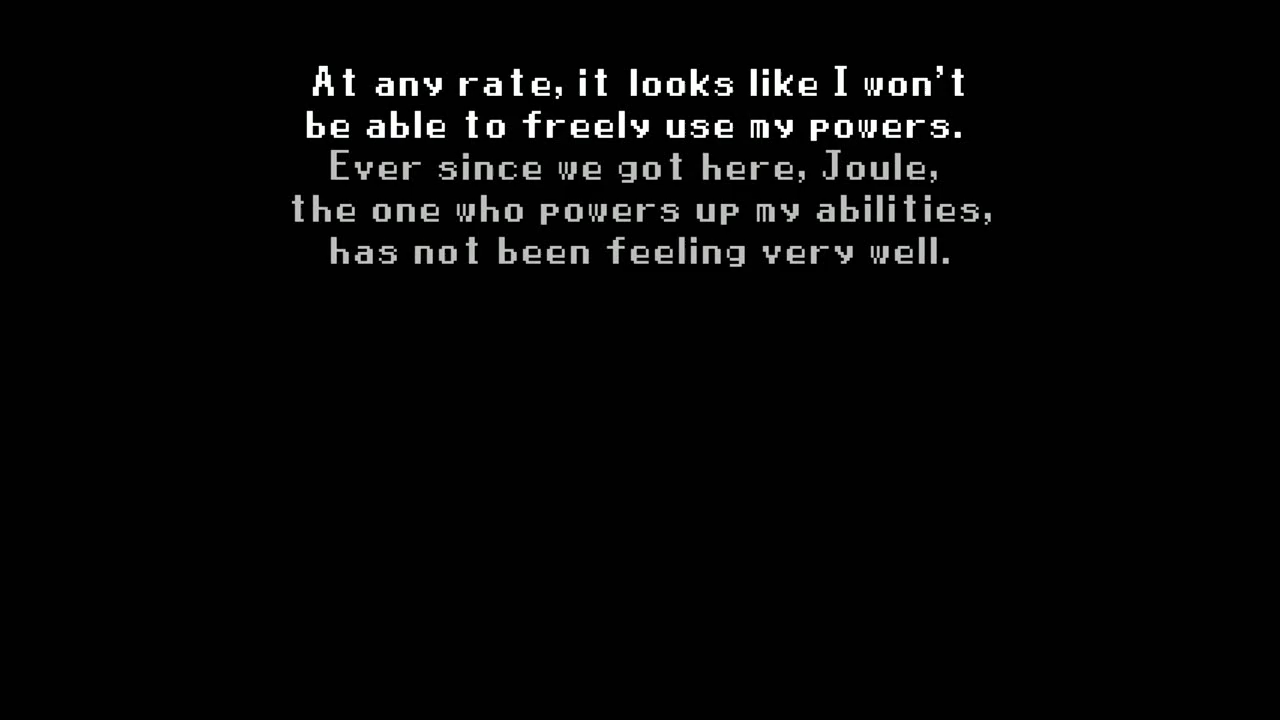 At any rate, it looks like I won't
be able to freely use my powers.
Ever since we got here, Joule,
the one who powers up my abilities,
has not been feeling very well.